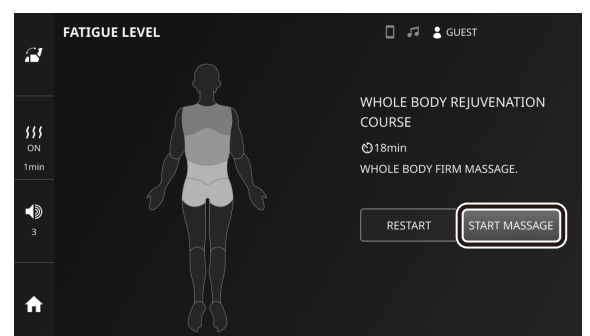 FATIGUE LEVEL
GUEST
ON
1min
3
WHOLE BODY REJUVENATION
COURSE
18min
WHOLE BODY FIRM MASSAGE.
RESTART
START MASSAGE